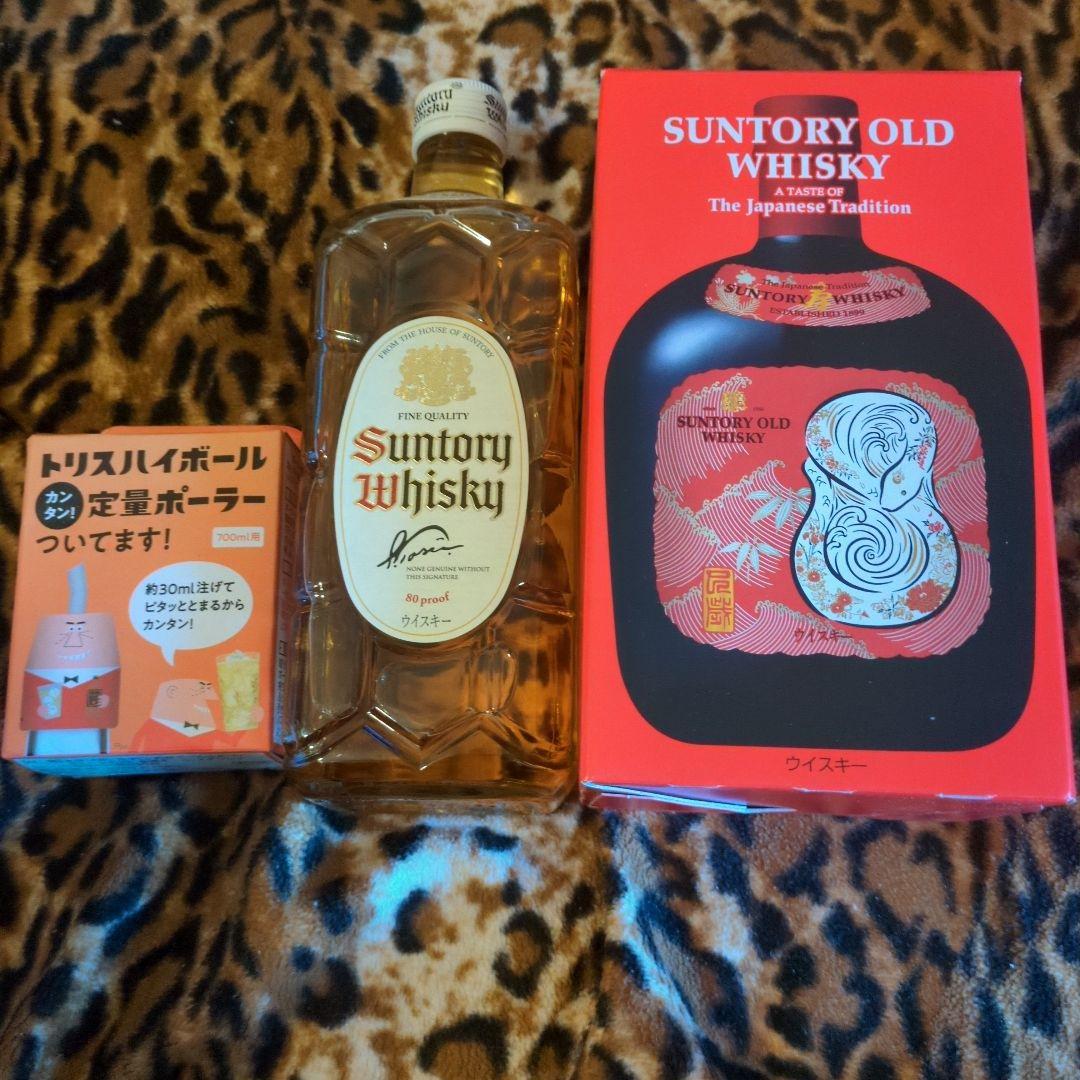 トリスハイボール
カンタン!
定量ポーラー
ついてます!
700ml用
約30ml注げて
ピタッととまるから
カンタン!
Suntory
Whisky
FROM THE HOUSE OF SUNTORY
FINE QUALITY
Suntory
Whisky
NONE GENUINE WITHOUT
THIS SIGNATURE
80 proof
ウイスキー
SUNTORY OLD
WHISKY
A TASTE OF
The Japanese Tradition
The Japanese Tradition
SUNTORY WHISKY
ESTABLISHED 1899
SUNTORY OLD
WHISKY
ウイスキー
ウイスキー